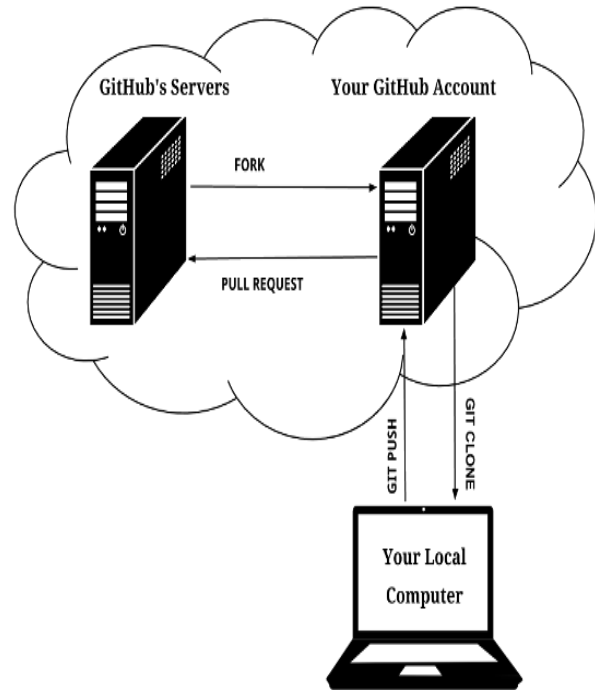 GitHub's Servers
Your GitHub Account
FORK
PULL REQUEST
GIT PUSH
GIT CLONE
Your Local
Computer